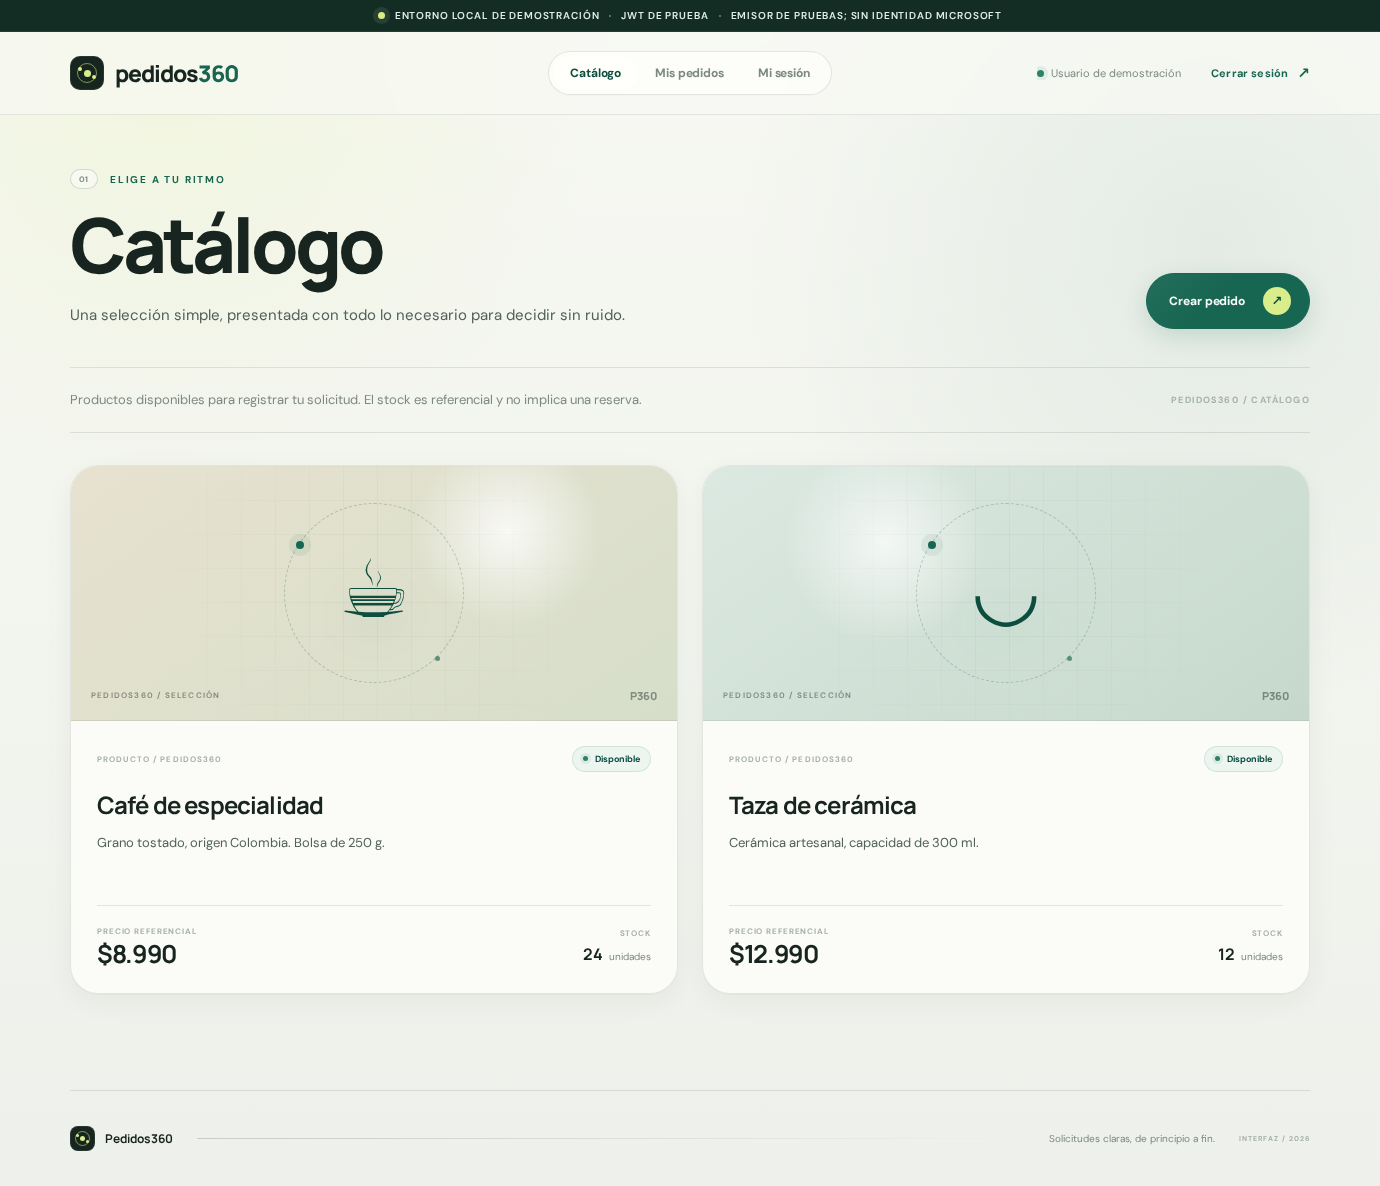 ENTORNO LOCAL DE DEMOSTRACIÓN · JWT DE PRUEBA · EMISOR DE PRUEBAS; SIN IDENTIDAD MICROSOFT
pedidos360
Catálogo Mis pedidos Mi sesión
Usuario de demostración Cerrar sesión ↗
01 ELIGE A TU RITMO
Catálogo
Una selección simple, presentada con todo lo necesario para decidir sin ruido.
Crear pedido ↗
Productos disponibles para registrar tu solicitud. El stock es referencial y no implica una reserva.
PEDIDOS360 / CATÁLOGO
PEDIDOS360 / SELECCIÓN P360
PRODUCTO / PEDIDOS360 Disponible
Café de especialidad
Grano tostado, origen Colombia. Bolsa de 250 g.
PRECIO REFERENCIAL STOCK
$8.990 24 unidades
PEDIDOS360 / SELECCIÓN P360
PRODUCTO / PEDIDOS360 Disponible
Taza de cerámica
Cerámica artesanal, capacidad de 300 ml.
PRECIO REFERENCIAL STOCK
$12.990 12 unidades
Pedidos360
Solicitudes claras, de principio a fin. INTERFAZ / 2026